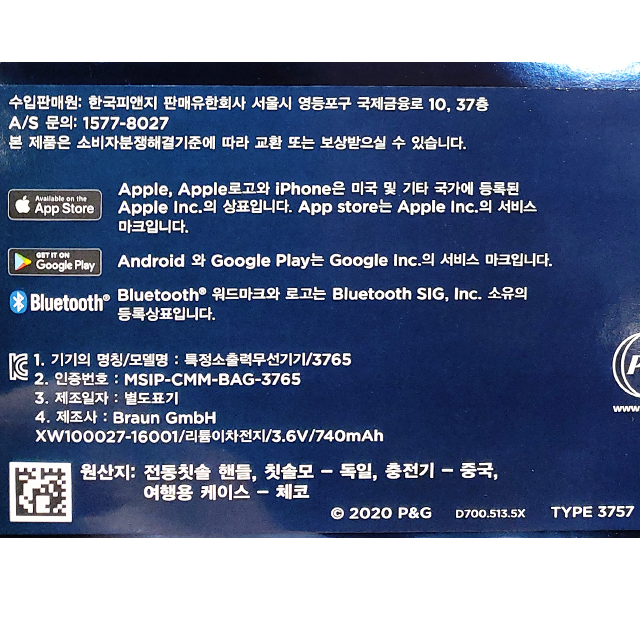 수입판매원: 한국피앤지 판매유한회사 서울시 영등포구 국제금융로 10, 37층
A/S 문의: 1577-8027
본 제품은 소비자분쟁해결기준에 따라 교환 또는 보상받으실 수 있습니다.
Available on the
App Store
Apple, Apple로고와 iPhone은 미국 및 기타 국가에 등록된
Apple Inc.의 상표입니다. App store는 Apple Inc.의 서비스
마크입니다.
GET IT ON
Google Play
Android 와 Google Play는 Google Inc.의 서비스 마크입니다.
Bluetooth®
Bluetooth® 워드마크와 로고는 Bluetooth SIG, Inc. 소유의
등록상표입니다.
1. 기기의 명칭/모델명 : 특정소출력무선기기/3765
2. 인증번호 : MSIP-CMM-BAG-3765
3. 제조일자 : 별도표기
4. 제조사 : Braun GmbH
XW100027-16001/리튬이차전지/3.6V/740mAh
www.
원산지: 전동칫솔 핸들, 칫솔모 - 독일, 충전기 - 중국,
여행용 케이스 - 체코
© 2020 P&G D700.513.5X TYPE 3757